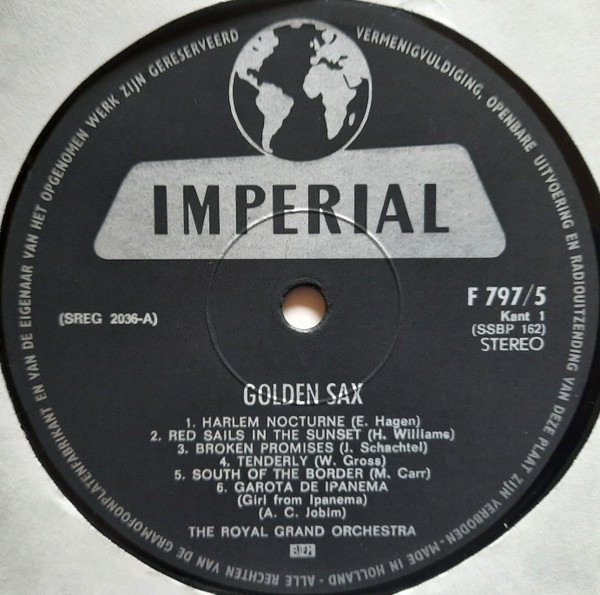 ALLE RECHTEN VAN DE GRAMOFOONPLATENFABRIKANT EN VAN DE EIGENAAR VAN HET OPGENOMEN WERK ZIJN GERESERVEERD
VERMENIGVULDIGING, OPENBARE UITVOERING EN RADIOUITZENDING VAN DEZE PLAAT ZIJN VERBODEN - MADE IN HOLLAND -
IMPERIAL
F 797/5
Kant 1
(SREG 2036-A)
(SSBP 162)
STEREO
GOLDEN SAX
1. HARLEM NOCTURNE (E. Hagen)
2. RED SAILS IN THE SUNSET (H. Williams)
3. BROKEN PROMISES (J. Schachtel)
4. TENDERLY (W. Gross)
5. SOUTH OF THE BORDER (M. Carr)
6. GAROTA DE IPANEMA
(Girl from Ipanema)
(A. C. Jobim)
THE ROYAL GRAND ORCHESTRA